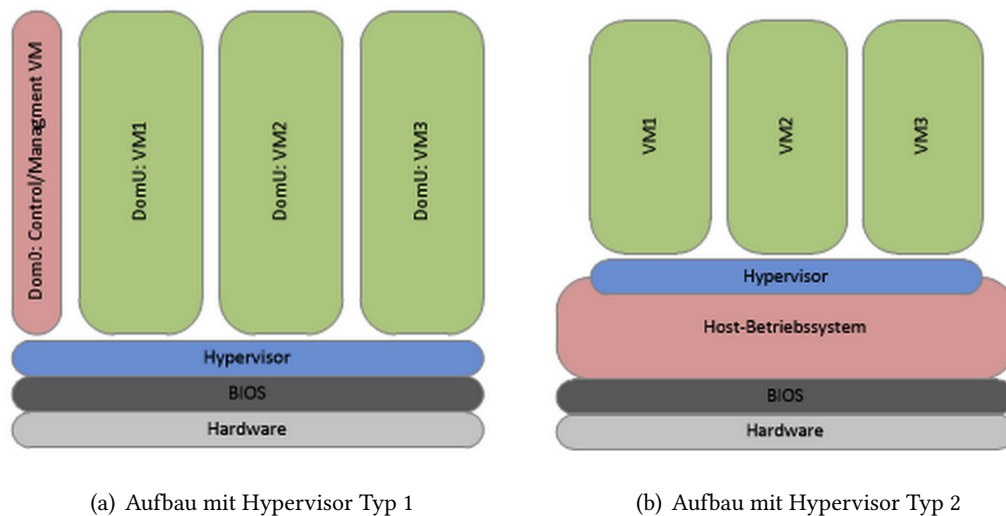 Dom0: Control/Managment VM
DomU: VM1
DomU: VM2
DomU: VM3
Hypervisor
BIOS
Hardware
(a) Aufbau mit Hypervisor Typ 1
VM1
VM2
VM3
Hypervisor
Host-Betriebssystem
BIOS
Hardware
(b) Aufbau mit Hypervisor Typ 2